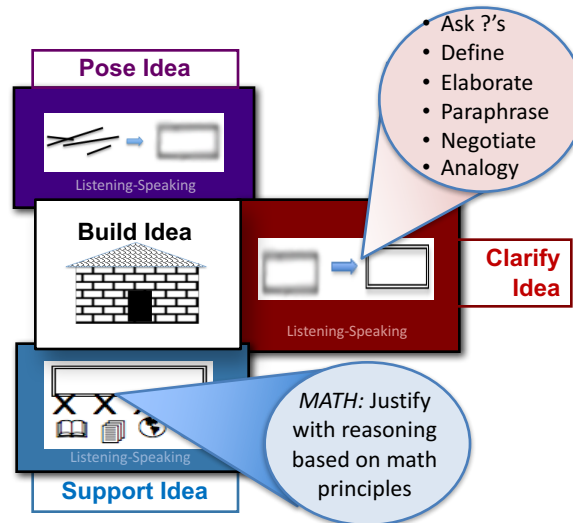 Pose Idea
Listening-Speaking
• Ask ?’s
• Define
• Elaborate
• Paraphrase
• Negotiate
• Analogy
Build Idea
Clarify
Idea
Listening-Speaking
X X
Listening-Speaking
Support Idea
MATH: Justify
with reasoning
based on math
principles